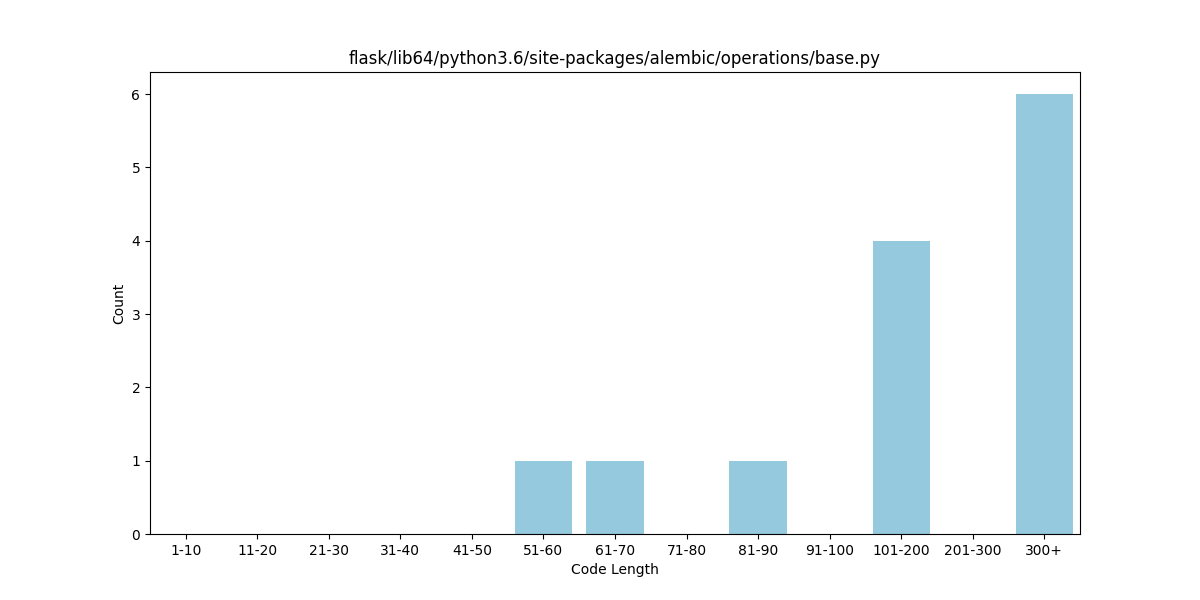 flask/lib64/python3.6/site-packages/alembic/operations/base.py
6
5
4
3
2
1
0
Count
1-10 11-20 21-30 31-40 41-50 51-60 61-70 71-80 81-90 91-100 101-200 201-300 300+
Code Length